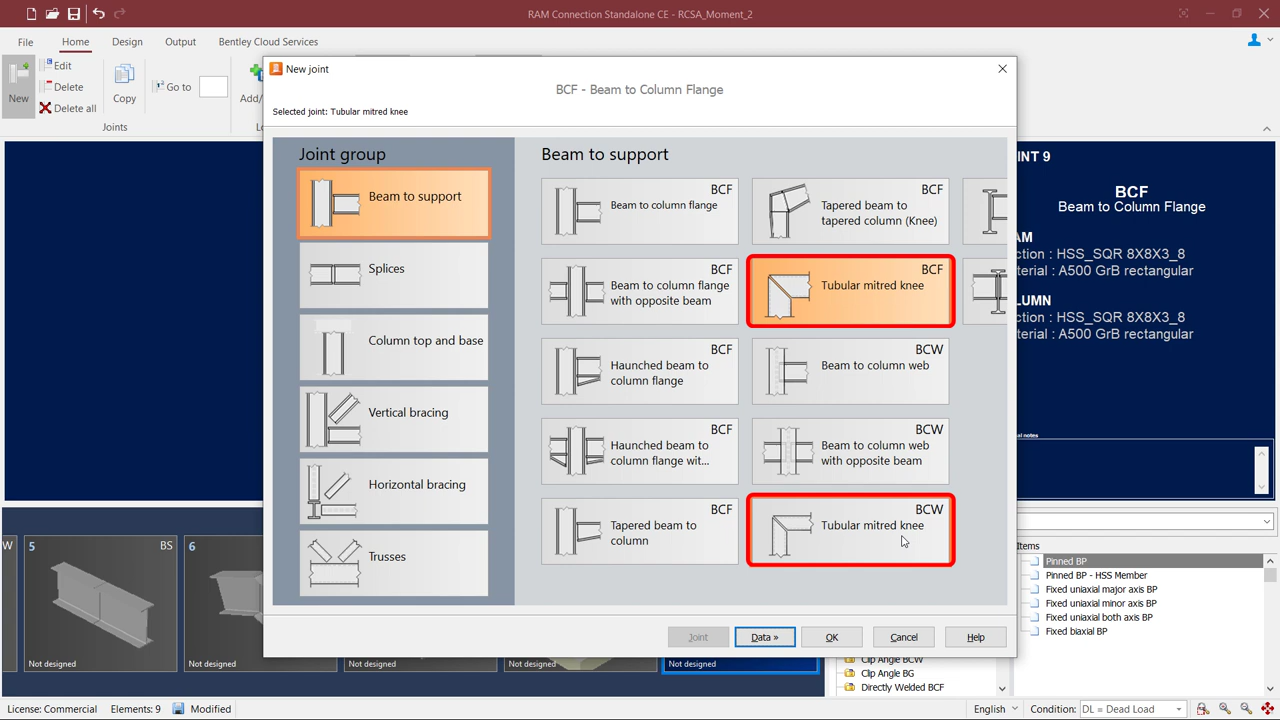 RAM Connection Standalone CE - RCSA_Moment_2
File
Home
Design
Output
Bentley Cloud Services
New
Edit
Delete
Delete all
Copy
Go to
Add/
Joints
New joint
BCF - Beam to Column Flange
Selected joint: Tubular mitred knee
Joint group
Beam to support
Splices
Column top and base
Vertical bracing
Horizontal bracing
Trusses
Beam to support
BCF
Beam to column flange
BCF
Beam to column flange
with opposite beam
BCF
Haunched beam to
column flange
BCF
Haunched beam to
column flange wit...
BCF
Tapered beam to
column
BCF
Tapered beam to
tapered column (Knee)
BCF
Tubular mitred knee
BCW
Beam to column web
BCW
Beam to column web
with opposite beam
BCW
Tubular mitred knee
Joint
Data »
OK
Cancel
Help
INT 9
BCF
Beam to Column Flange
AM
ction : HSS_SQR 8X8X3_8
terial : A500 GrB rectangular
LUMN
ction : HSS_SQR 8X8X3_8
terial : A500 GrB rectangular
al notes
W
5
BS
Not designed
6
Not designed
Not designed
Not designed
Not designed
Items
Pinned BP
Pinned BP - HSS Member
Fixed uniaxial major axis BP
Fixed uniaxial minor axis BP
Fixed uniaxial both axis BP
Fixed biaxial BP
Clip Angle BCW
Clip Angle BG
Directly Welded BCF
License: Commercial
Elements: 9
Modified
English
Condition:
DL = Dead Load